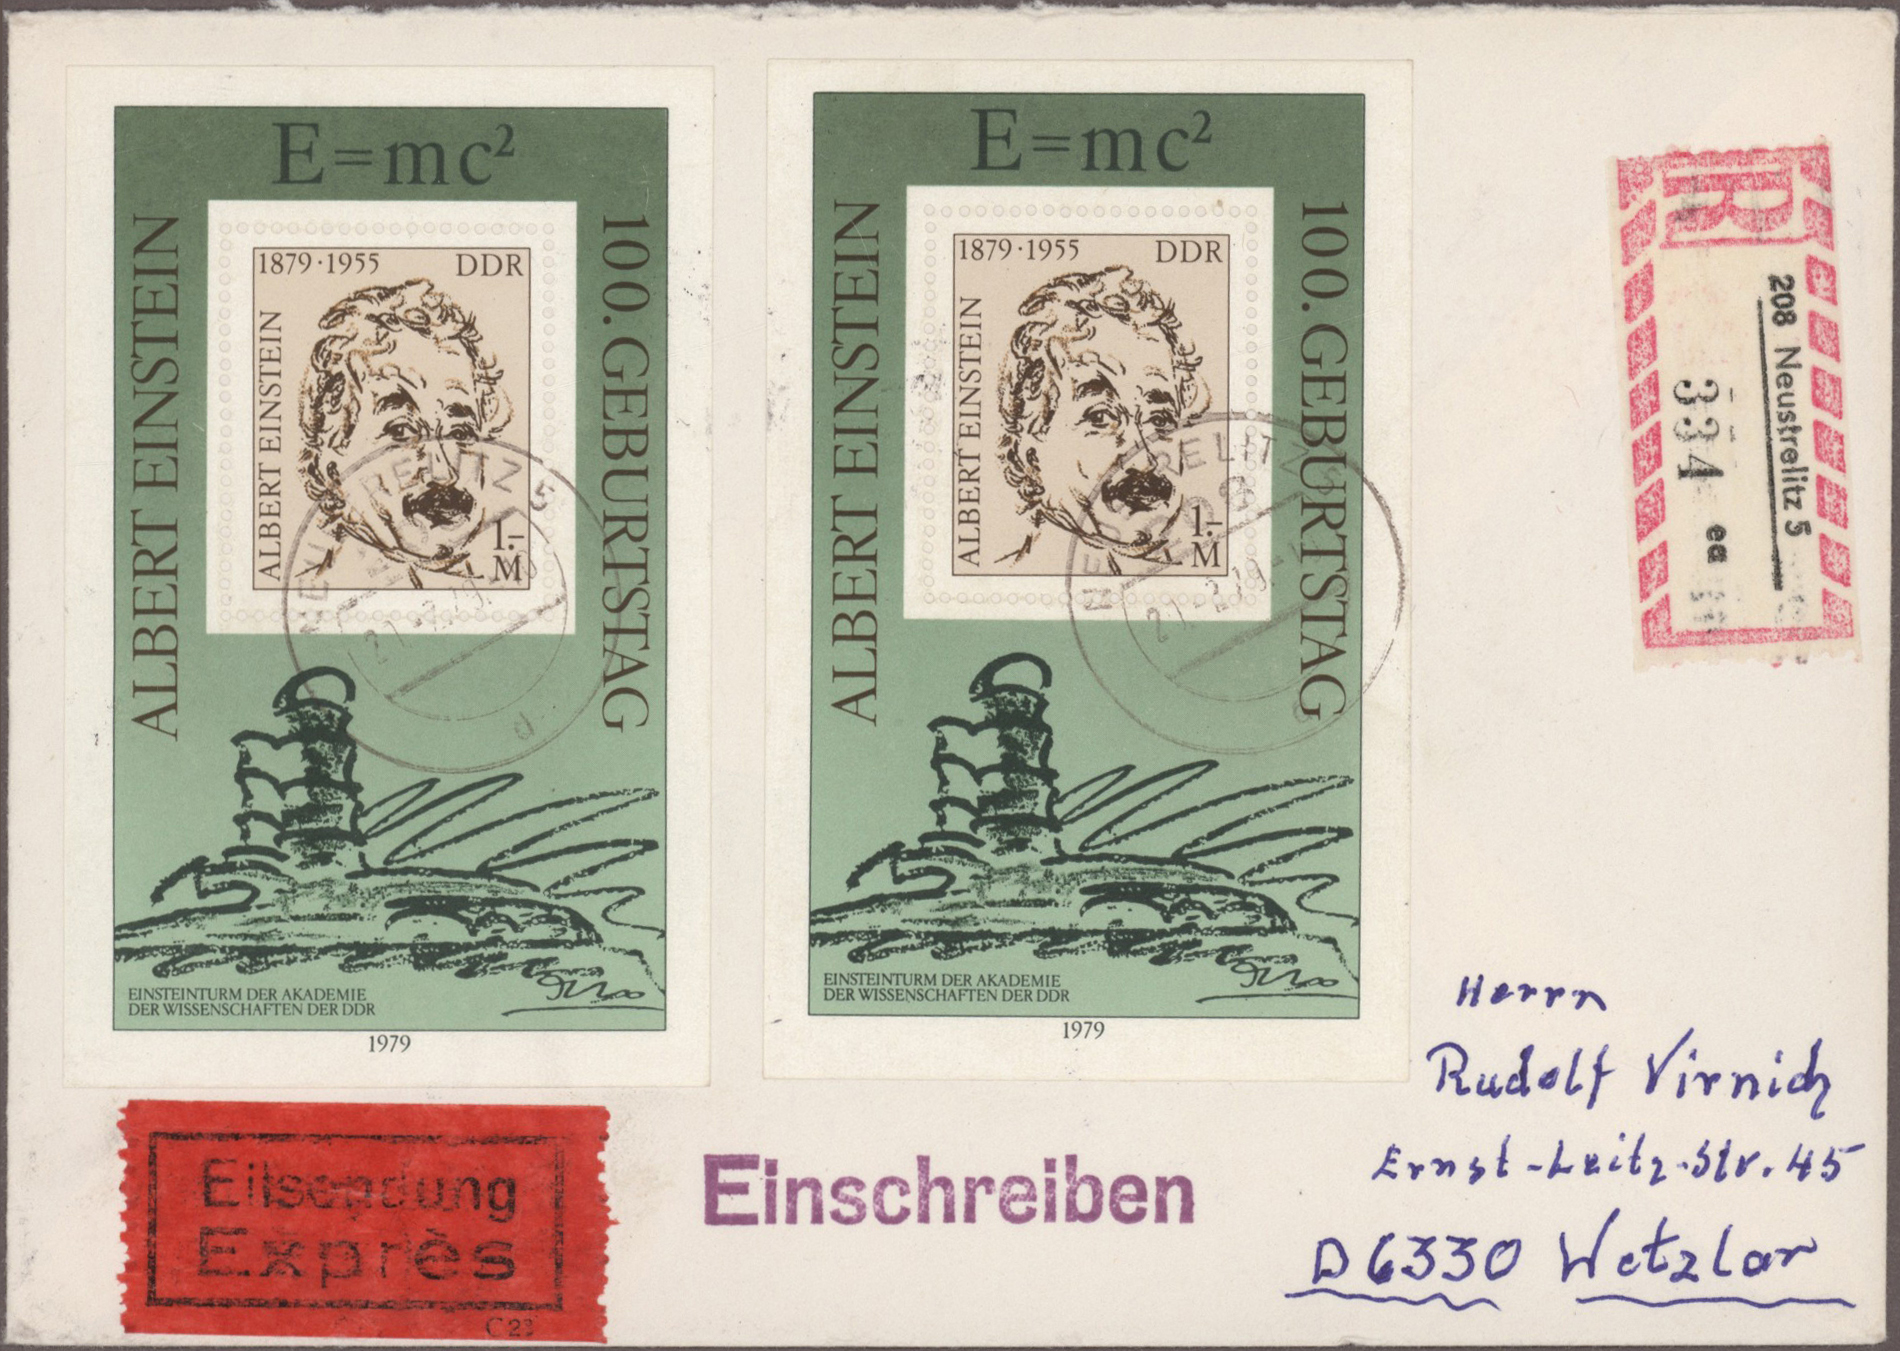 E=mc²
ALBERT EINSTEIN
1879·1955 DDR
ALBERT EINSTEIN
1.–
M
100. GEBURTSTAG
EINSTEINTURM DER AKADEMIE
DER WISSENSCHAFTEN DER DDR
1979
E=mc²
ALBERT EINSTEIN
1879·1955 DDR
ALBERT EINSTEIN
1.–
M
100. GEBURTSTAG
EINSTEINTURM DER AKADEMIE
DER WISSENSCHAFTEN DER DDR
1979
R
208 Neustrelitz 5
334 ea
Eilsendung
Exprès
C 23
Einschreiben
Herrn
Rudolf Virnich
Ernst-Leitz-Str. 45
D 6330 Wetzlar